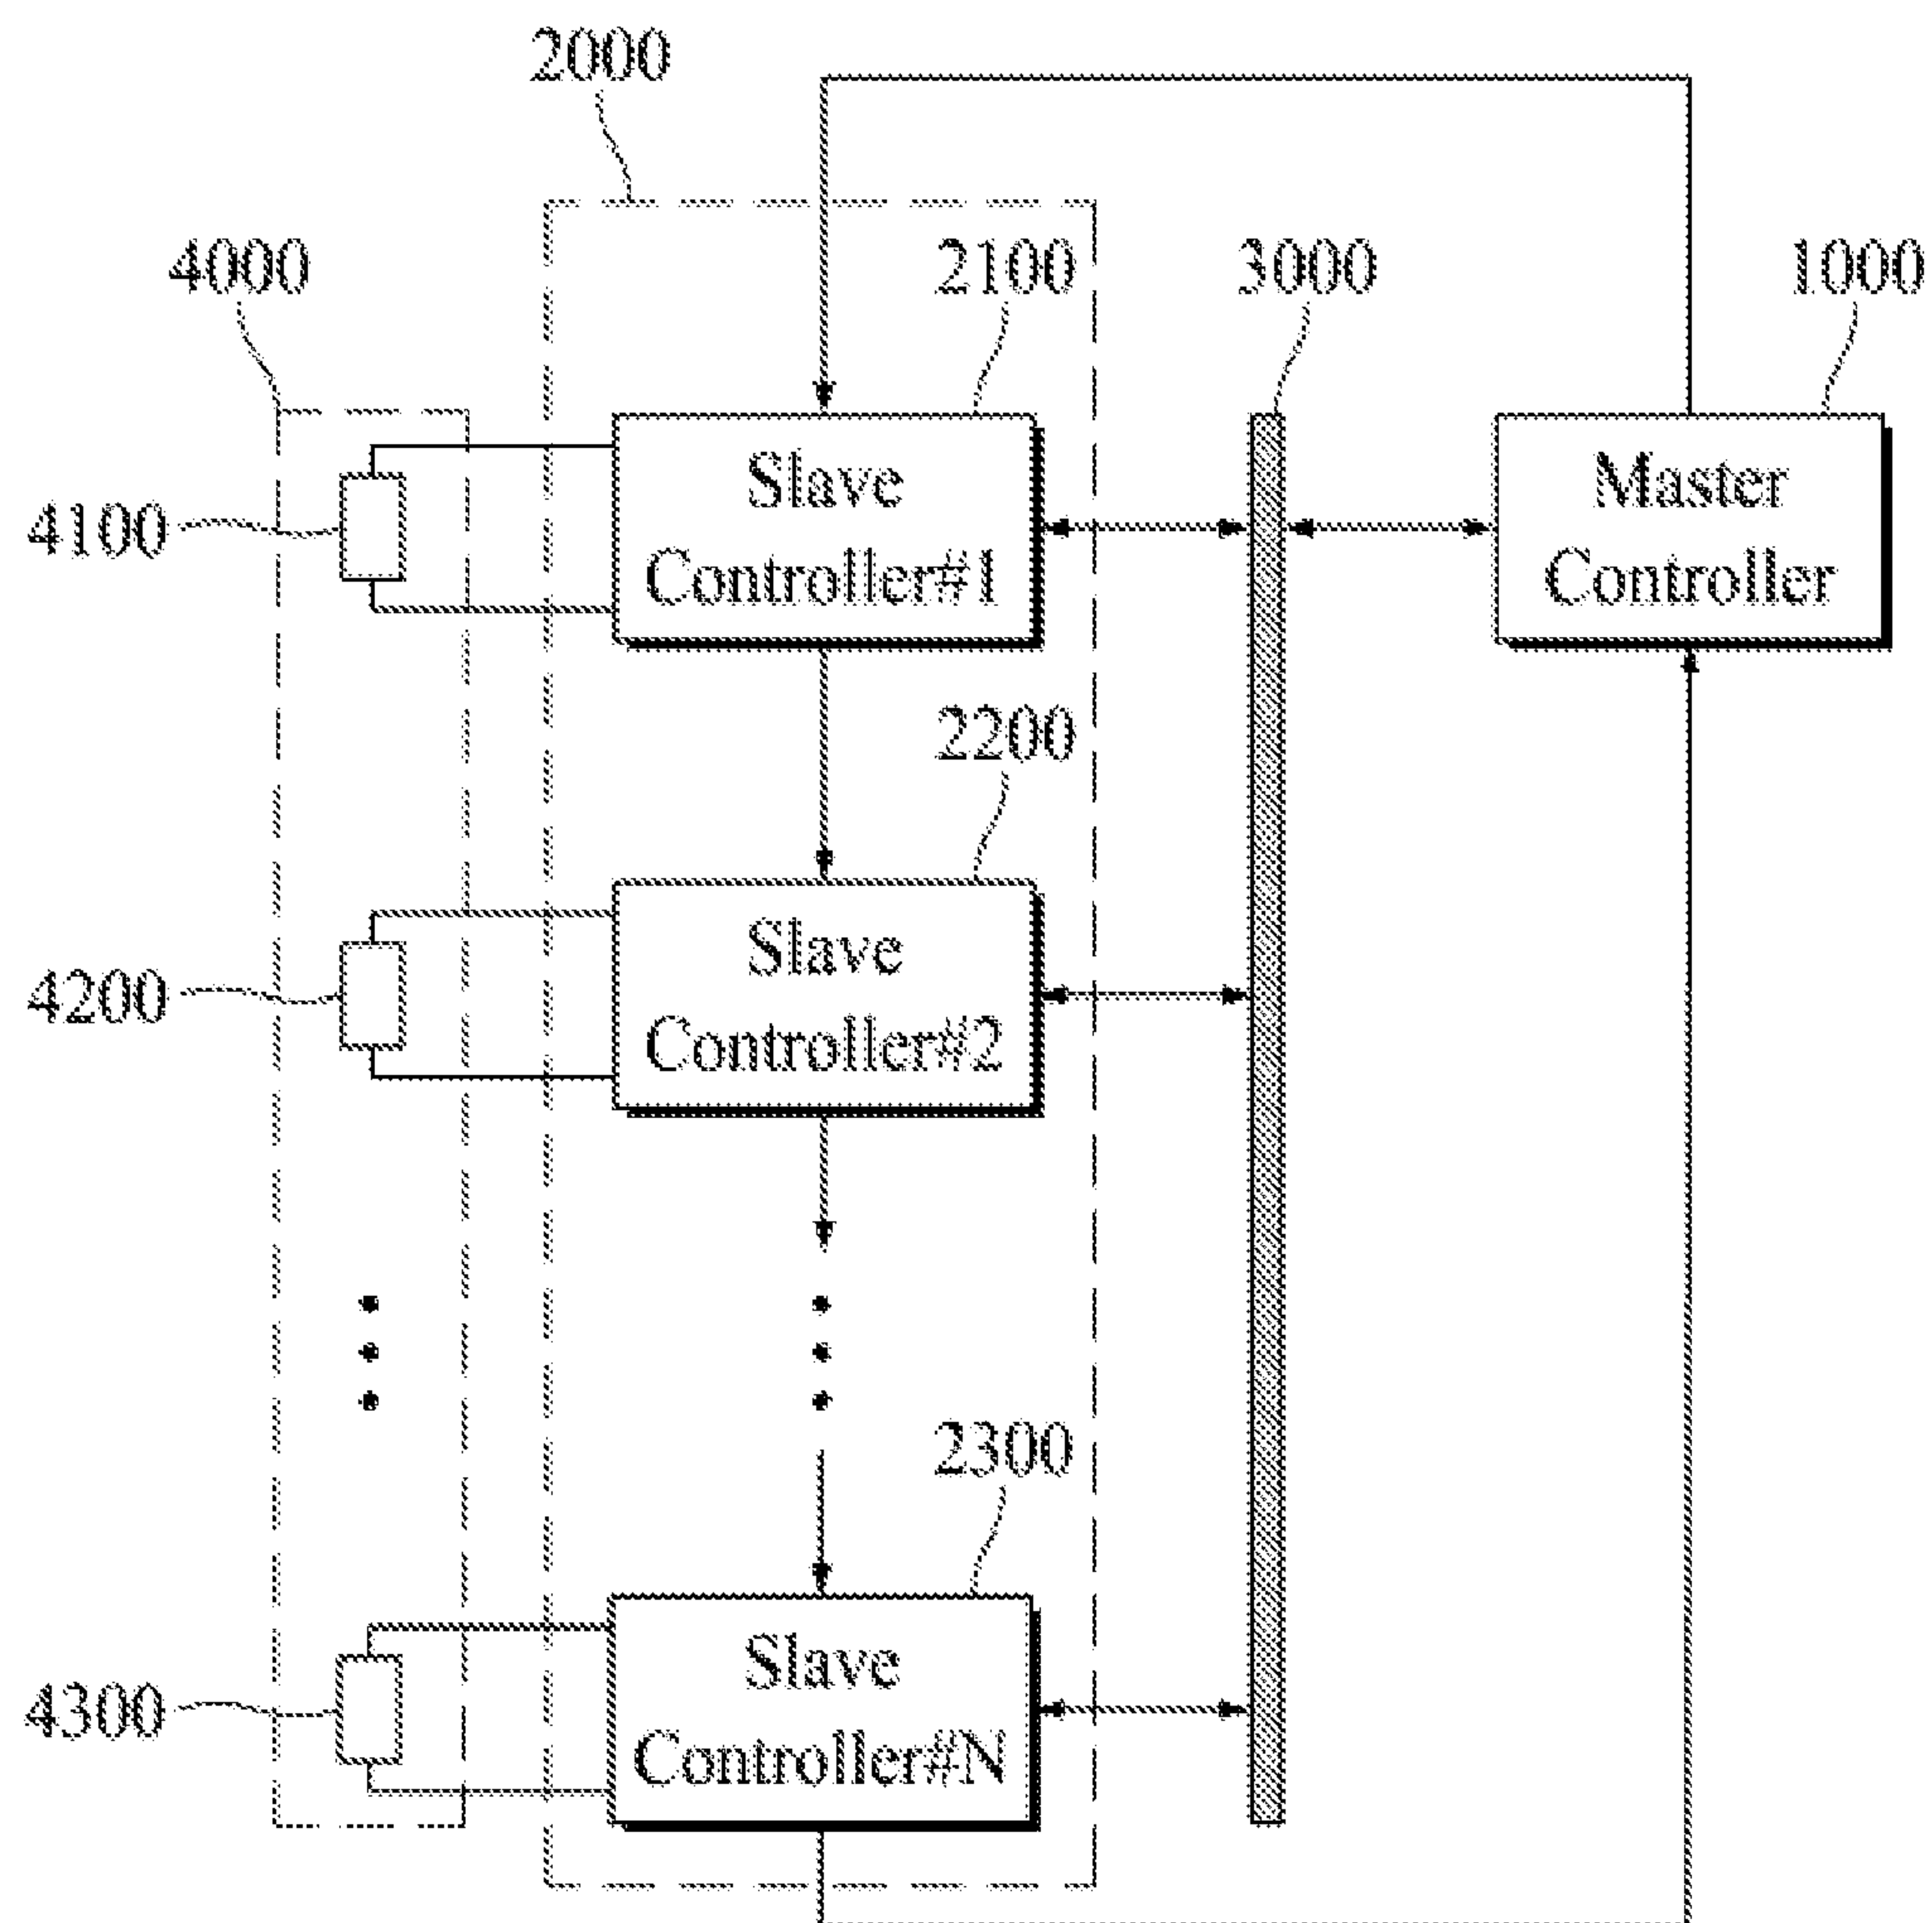 2000
4000
2100
3000
1000
Slave
Controller#1
Master
Controller
4100
2200
Slave
Controller#2
4200
2300
Slave
Controller#N
4300